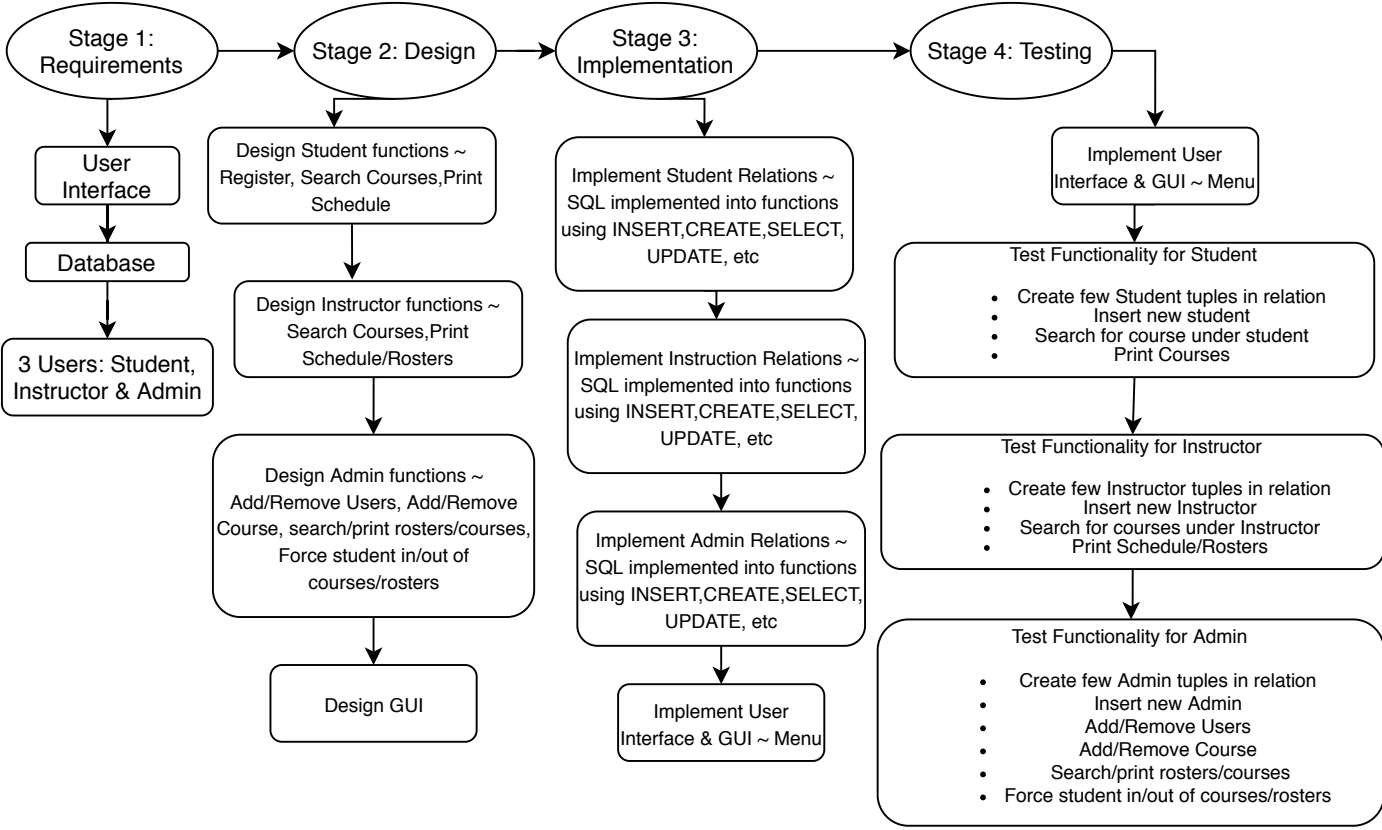 Stage 1:
Requirements
Stage 2: Design
Stage 3:
Implementation
Stage 4: Testing
User
Interface
Database
3 Users: Student,
Instructor & Admin
Design Student functions ~
Register, Search Courses,Print
Schedule
Design Instructor functions ~
Search Courses,Print
Schedule/Rosters
Design Admin functions ~
Add/Remove Users, Add/Remove
Course, search/print rosters/courses,
Force student in/out of
courses/rosters
Design GUI
Implement Student Relations ~
SQL implemented into functions
using INSERT,CREATE,SELECT,
UPDATE, etc
Implement Instruction Relations ~
SQL implemented into functions
using INSERT,CREATE,SELECT,
UPDATE, etc
Implement Admin Relations ~
SQL implemented into functions
using INSERT,CREATE,SELECT,
UPDATE, etc
Implement User
Interface & GUI ~ Menu
Implement User
Interface & GUI ~ Menu
Test Functionality for Student
• Create few Student tuples in relation
• Insert new student
• Search for course under student
• Print Courses
Test Functionality for Instructor
• Create few Instructor tuples in relation
• Insert new Instructor
• Search for courses under Instructor
• Print Schedule/Rosters
Test Functionality for Admin
• Create few Admin tuples in relation
• Insert new Admin
• Add/Remove Users
• Add/Remove Course
• Search/print rosters/courses
• Force student in/out of courses/rosters